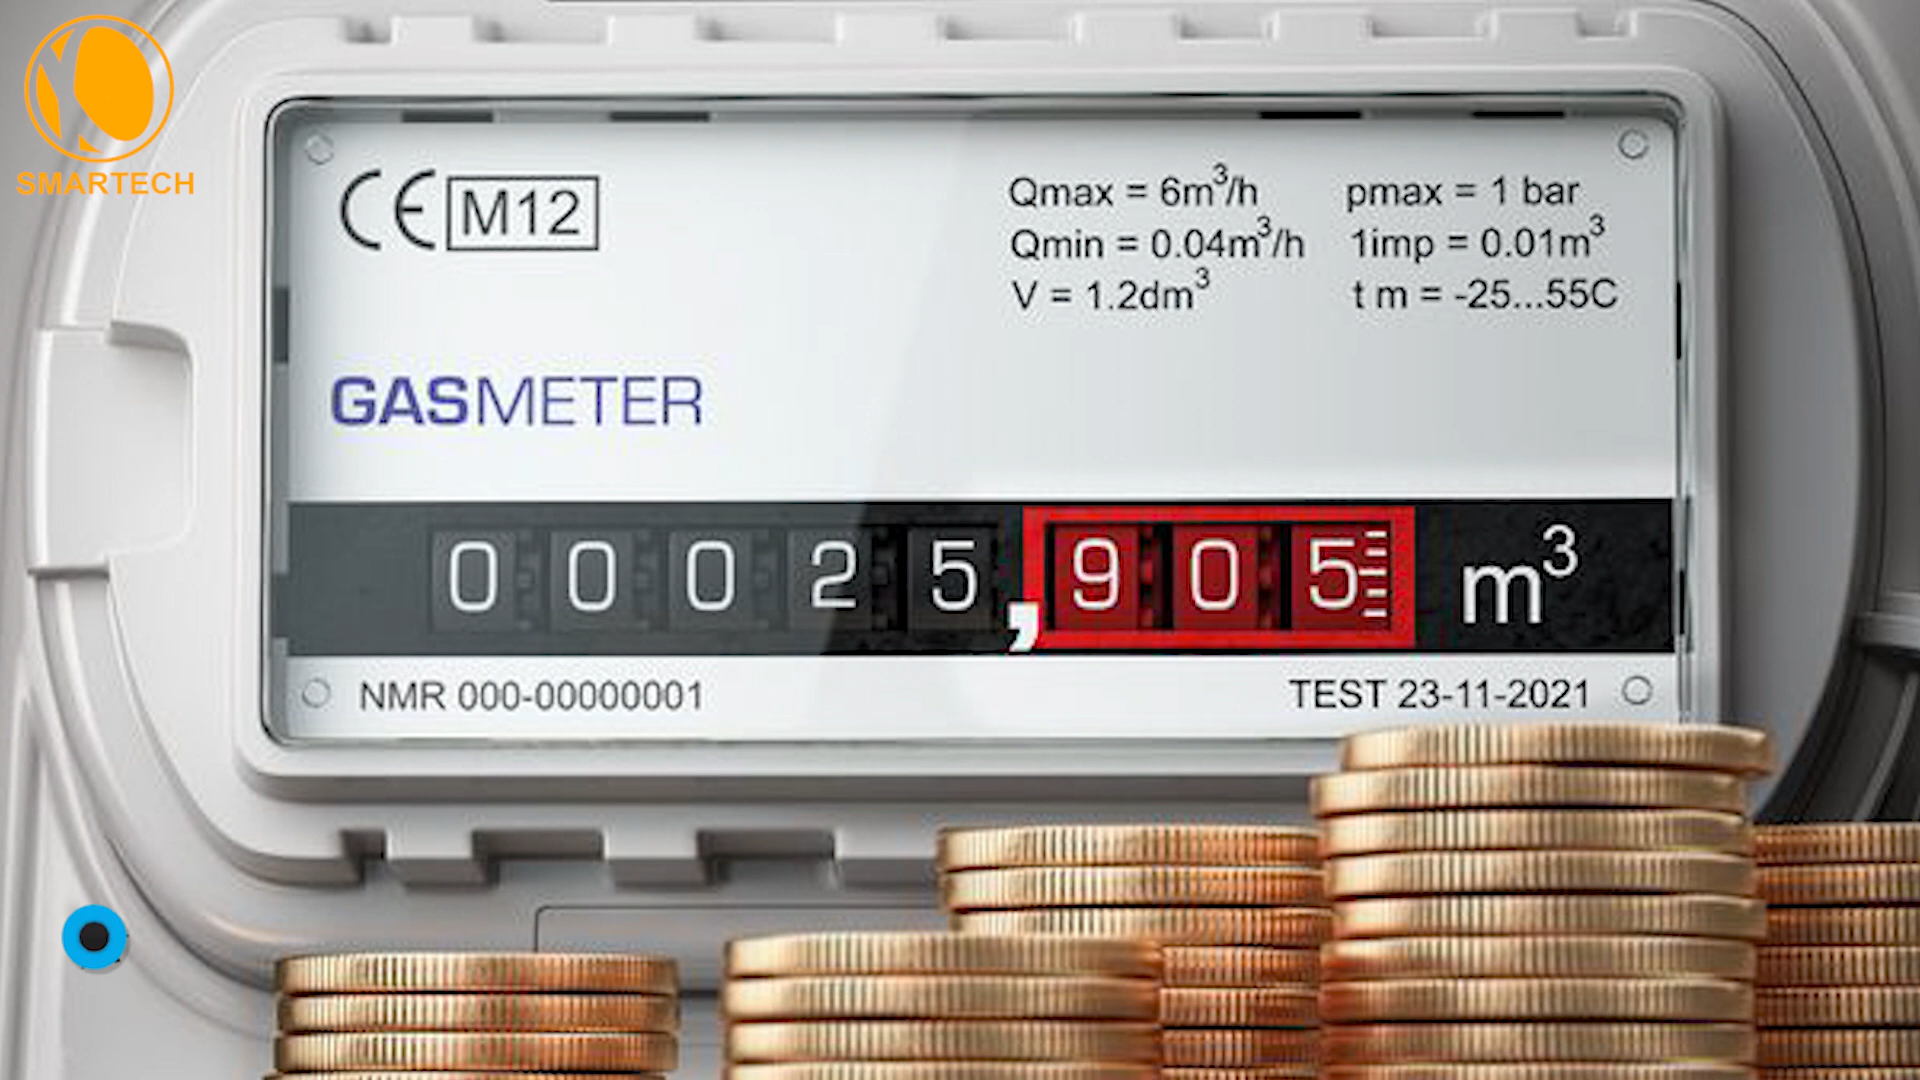 SMARTECH
CE M12
Qmax = 6m³/h
pmax = 1 bar
Qmin = 0.04m³/h
1imp = 0.01m³
V = 1.2dm³
t m = -25...55C
GASMETER
00025,905 m³
NMR 000-00000001
TEST 23-11-2021